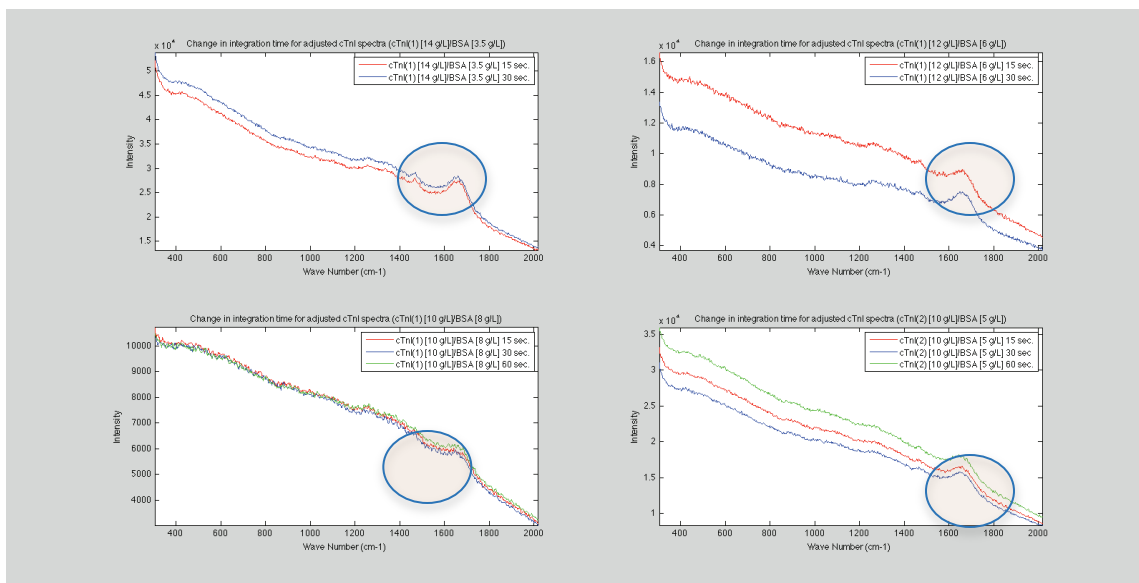 Change in integration time for adjusted cTnI spectra (cTnI(1) [14 g/L]/BSA [3.5 g/L])
x 10^4
cTnI(1) [14 g/L]/BSA [3.5 g/L] 15 sec.
cTnI(1) [14 g/L]/BSA [3.5 g/L] 30 sec.
5
4.5
4
3.5
3
2.5
2
1.5
Intensity
400 600 800 1000 1200 1400 1600 1800 2000
Wave Number (cm-1)
Change in integration time for adjusted cTnI spectra (cTnI(1) [12 g/L]/BSA [6 g/L])
x 10^4
cTnI(1) [12 g/L]/BSA [6 g/L] 15 sec.
cTnI(1) [12 g/L]/BSA [6 g/L] 30 sec.
1.6
1.4
1.2
1
0.8
0.6
0.4
Intensity
400 600 800 1000 1200 1400 1600 1800 2000
Wave Number (cm-1)
Change in integration time for adjusted cTnI spectra (cTnI(1) [10 g/L]/BSA [8 g/L])
cTnI(1) [10 g/L]/BSA [8 g/L] 15 sec.
cTnI(1) [10 g/L]/BSA [8 g/L] 30 sec.
cTnI(1) [10 g/L]/BSA [8 g/L] 60 sec.
10000
9000
8000
7000
6000
5000
4000
Intensity
400 600 800 1000 1200 1400 1600 1800 2000
Wave Number (cm-1)
Change in integration time for adjusted cTnI spectra (cTnI(2) [10 g/L]/BSA [5 g/L])
x 10^4
cTnI(2) [10 g/L]/BSA [5 g/L] 15 sec.
cTnI(2) [10 g/L]/BSA [5 g/L] 30 sec
cTnI(2) [10 g/L]/BSA [5 g/L] 60 sec.
3.5
3
2.5
2
1.5
1
Intensity
400 600 800 1000 1200 1400 1600 1800 2000
Wave Number (cm-1)